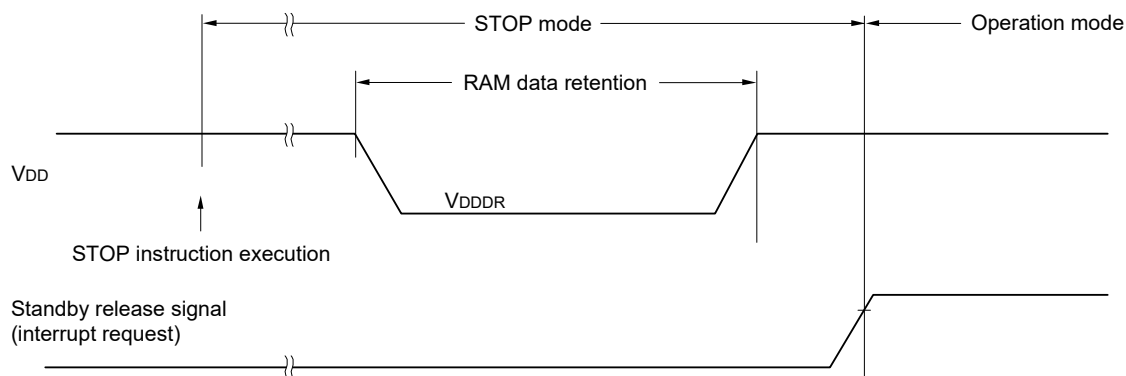 STOP mode
Operation mode
RAM data retention
VDD
VDDDR
STOP instruction execution
Standby release signal
(interrupt request)